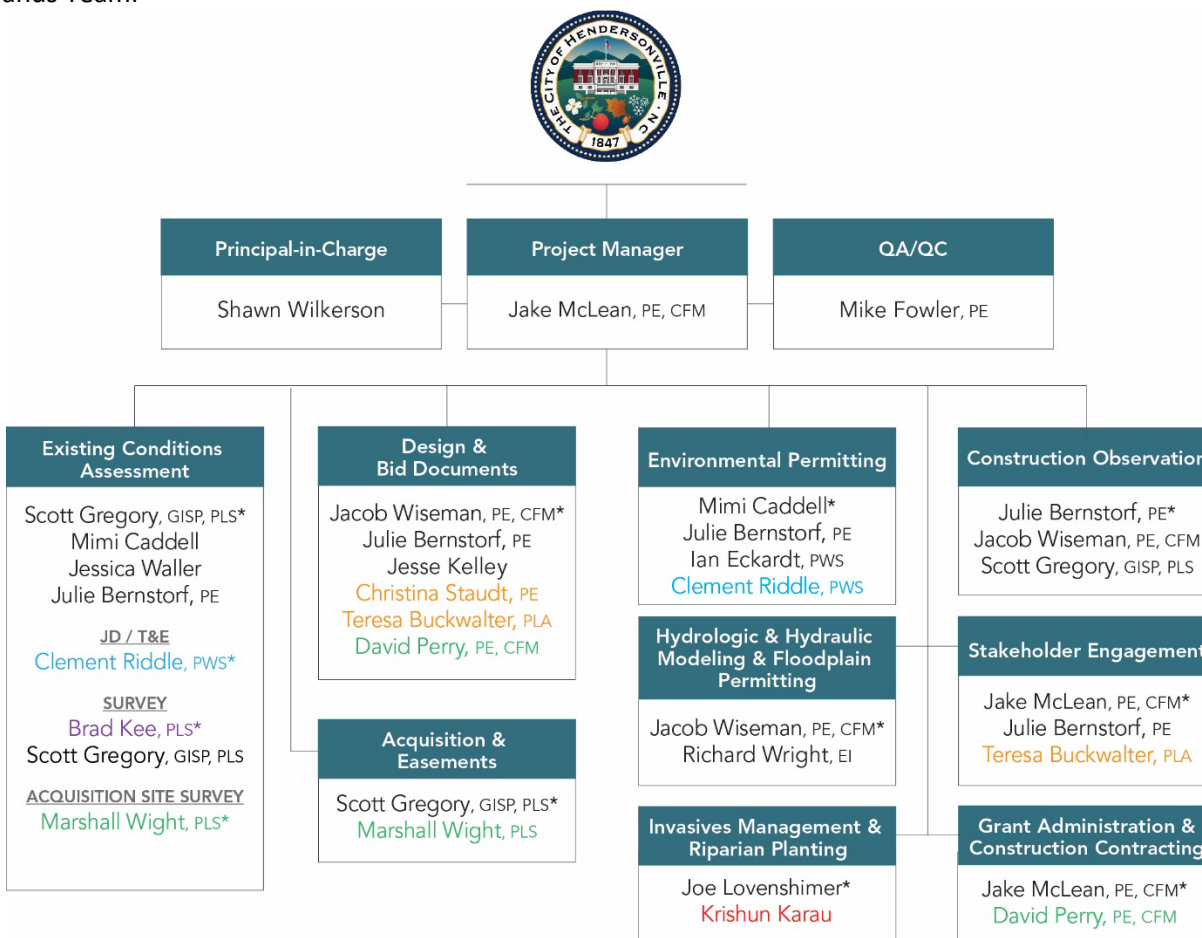 ands Team.
THE CITY OF HENDERSONVILLE · NC
1847
Principal-in-Charge
Shawn Wilkerson
Project Manager
Jake McLean, PE, CFM
QA/QC
Mike Fowler, PE
Existing Conditions
Assessment
Scott Gregory, GISP, PLS*
Mimi Caddell
Jessica Waller
Julie Bernstorf, PE
JD / T&E
Clement Riddle, PWS*
SURVEY
Brad Kee, PLS*
Scott Gregory, GISP, PLS
ACQUISITION SITE SURVEY
Marshall Wight, PLS*
Design &
Bid Documents
Jacob Wiseman, PE, CFM*
Julie Bernstorf, PE
Jesse Kelley
Christina Staudt, PE
Teresa Buckwalter, PLA
David Perry, PE, CFM
Acquisition &
Easements
Scott Gregory, GISP, PLS*
Marshall Wight, PLS
Environmental Permitting
Mimi Caddell*
Julie Bernstorf, PE
Ian Eckardt, PWS
Clement Riddle, PWS
Hydrologic & Hydraulic
Modeling & Floodplain
Permitting
Jacob Wiseman, PE, CFM*
Richard Wright, EI
Invasives Management &
Riparian Planting
Joe Lovenshimer*
Krishun Karau
Construction Observation
Julie Bernstorf, PE*
Jacob Wiseman, PE, CFM
Scott Gregory, GISP, PLS
Stakeholder Engagement
Jake McLean, PE, CFM*
Julie Bernstorf, PE
Teresa Buckwalter, PLA
Grant Administration &
Construction Contracting
Jake McLean, PE, CFM*
David Perry, PE, CFM